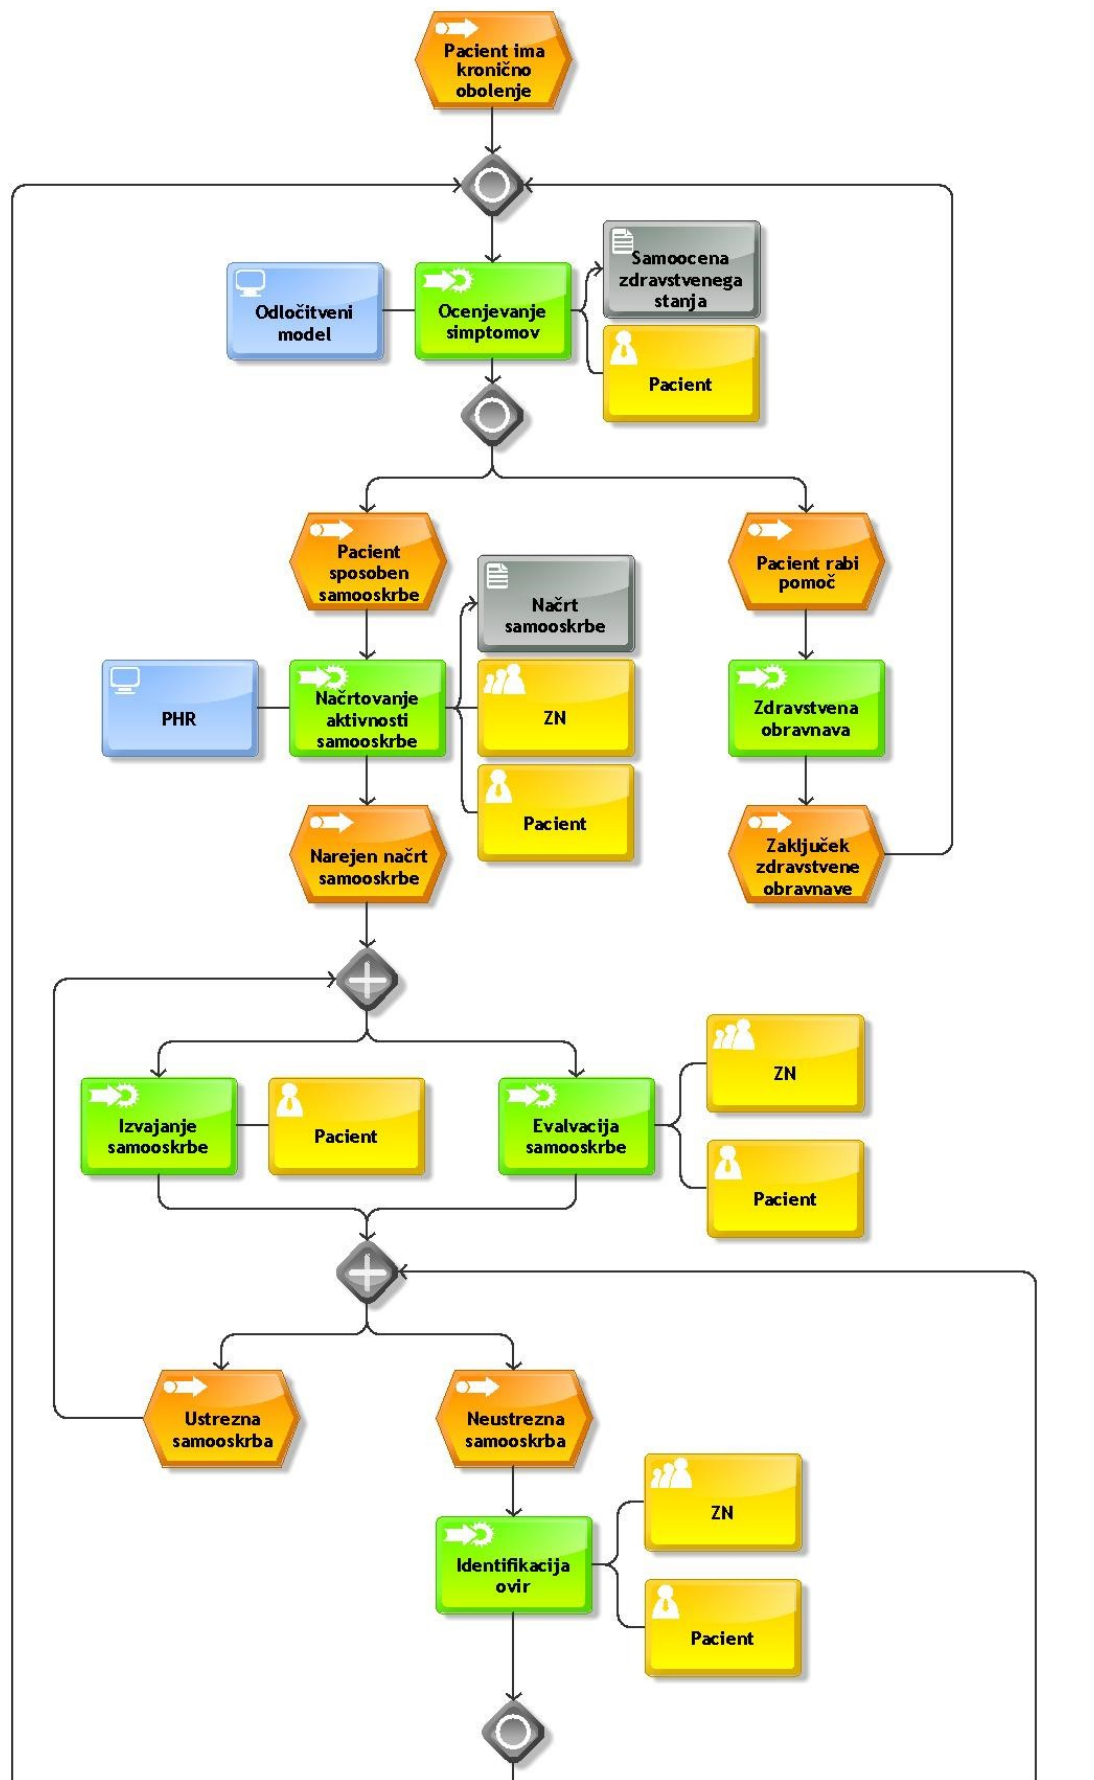 Pacient ima
kronično
obolenje
Odločitveni
model
Ocenjevanje
simptomov
Samoocena
zdravstvenega
stanja
Pacient
Pacient
sposoben
samooskrbe
Pacient rabi
pomoč
Načrt
samooskrbe
PHR
Načrtovanje
aktivnosti
samooskrbe
ZN
Zdravstvena
obravnava
Pacient
Narejen načrt
samooskrbe
Zaključek
zdravstvene
obravnave
Izvajanje
samooskrbe
Pacient
Evalvacija
samooskrbe
ZN
Pacient
Ustrezna
samooskrba
Neustrezna
samooskrba
Identifikacija
ovir
ZN
Pacient